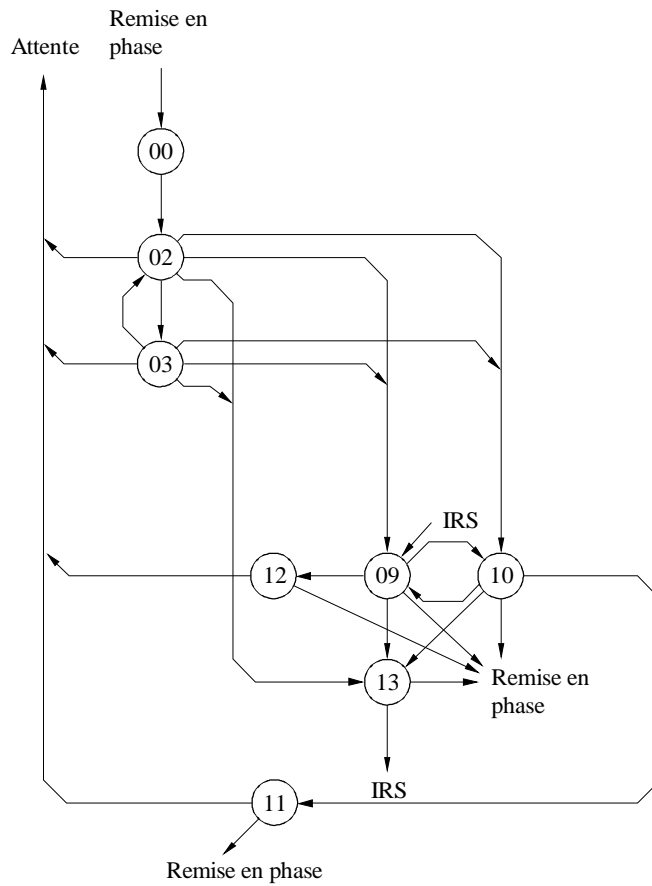 Remise en
phase
Attente
00
02
03
IRS
12
09
10
13
Remise en
phase
IRS
11
Remise en phase